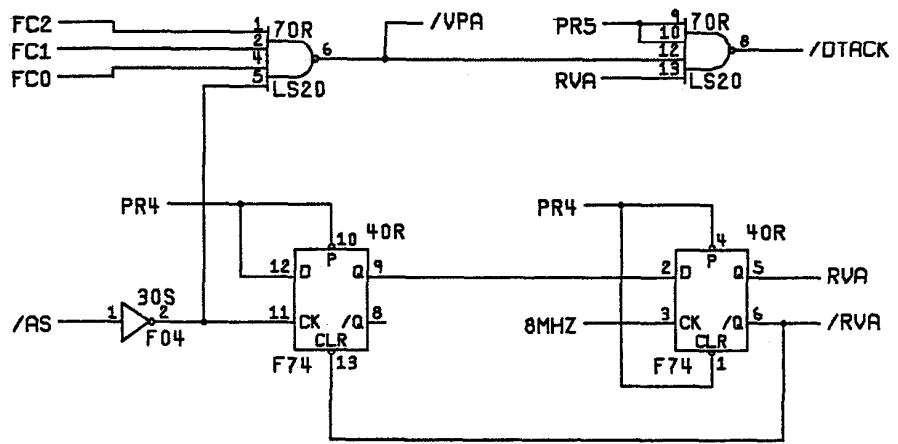 FC2
FC1
FC0
1
2
4
5
70R
6
LS20
/VPA
PR5
RVA
9
10
12
13
70R
8
LS20
/DTACK
PR4
10
40R
12 D P Q 9
11 CK /Q 8
CLR
F74 13
/AS
1
30S
2
F04
PR4
4
40R
2 D P Q 5
RVA
8MHZ
3 CK /Q 6
/RVA
CLR
F74 1